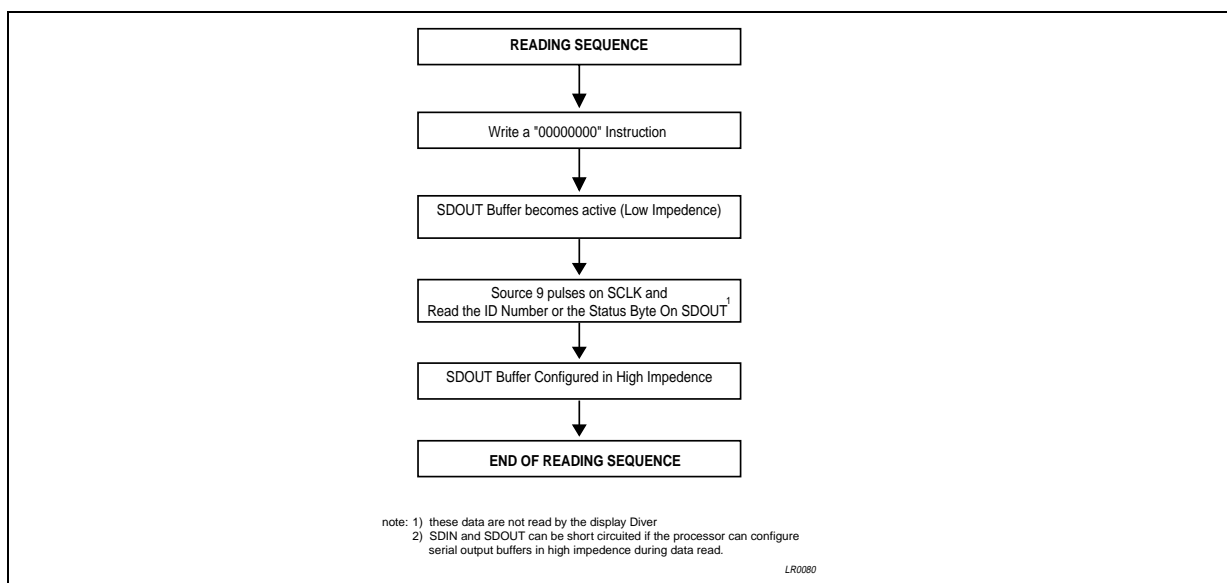 READING SEQUENCE
Write a "00000000" Instruction
SDOUT Buffer becomes active (Low Impedence)
Source 9 pulses on SCLK and
Read the ID Number or the Status Byte On SDOUT1
SDOUT Buffer Configured in High Impedence
END OF READING SEQUENCE
note: 1) these data are not read by the display Diver
2) SDIN and SDOUT can be short circuited if the processor can configure
serial output buffers in high impedence during data read.
LR0080